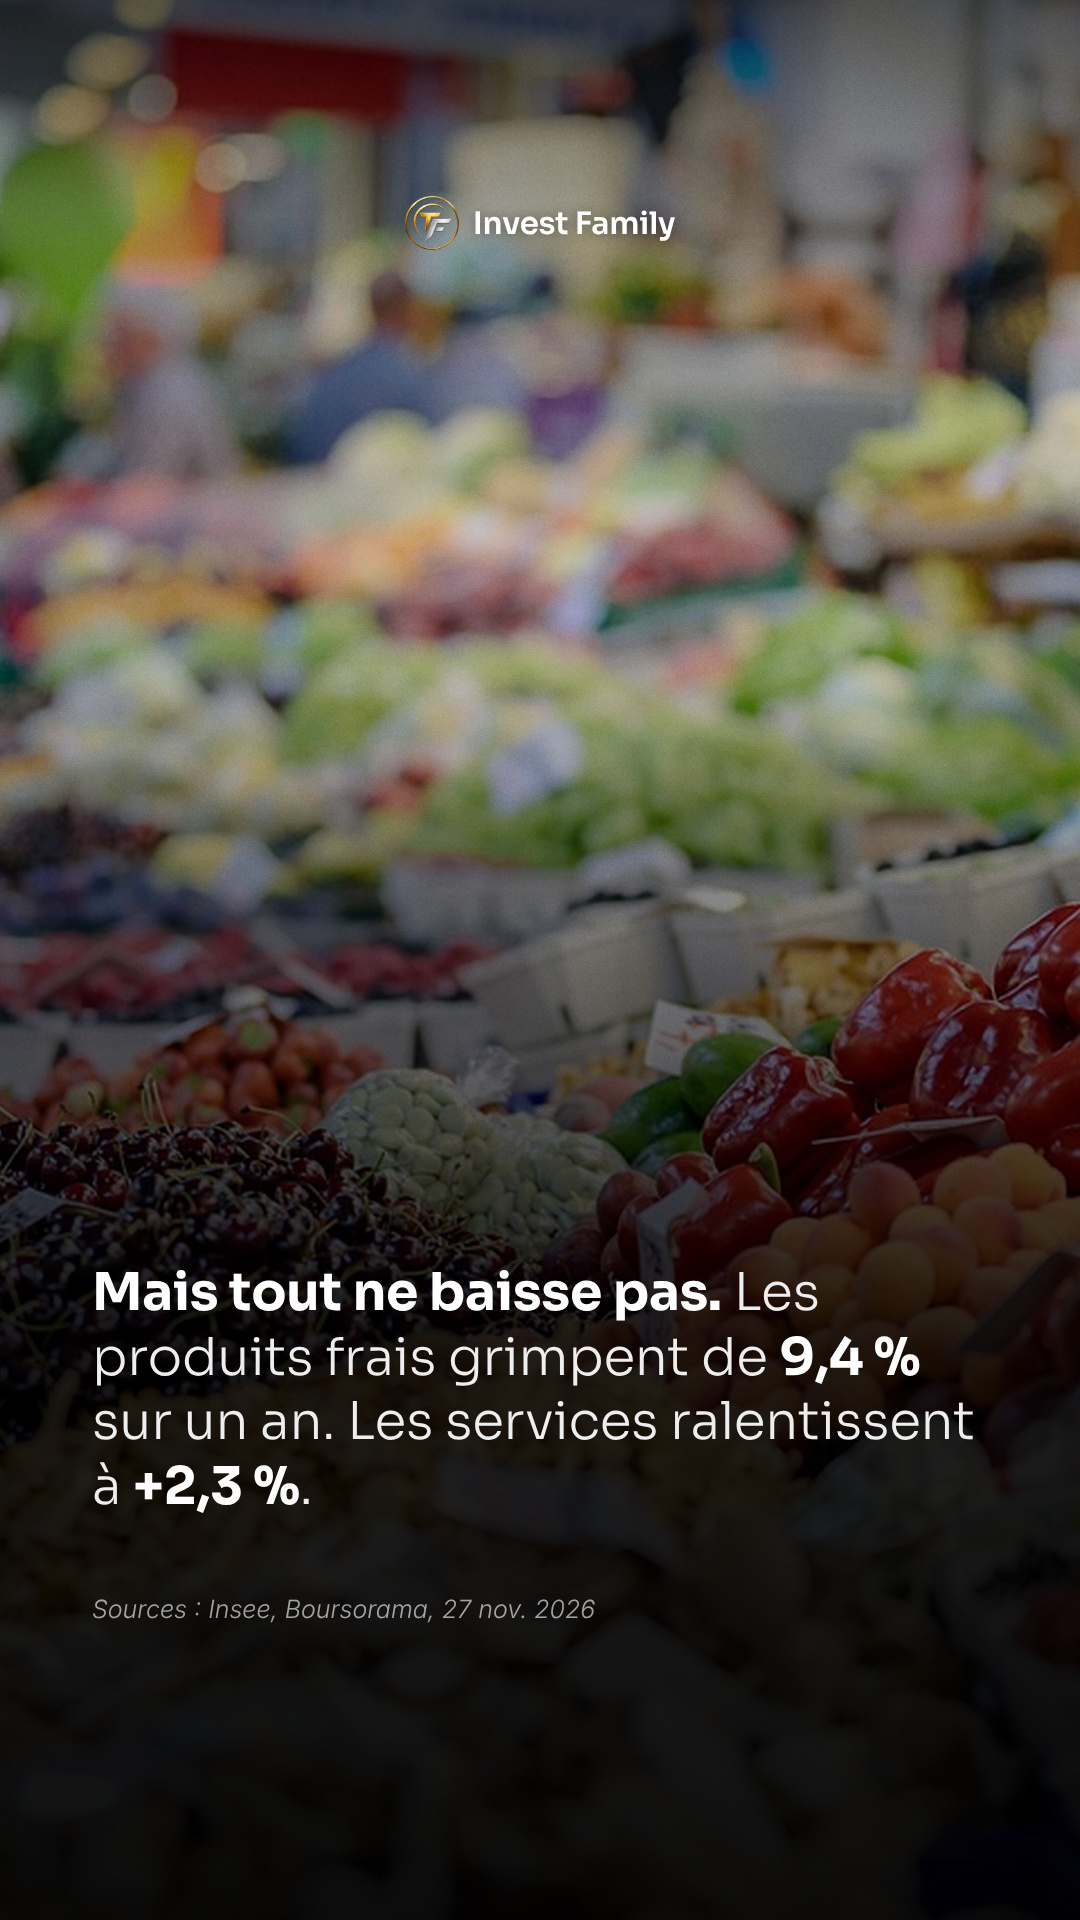 Invest Family
Mais tout ne baisse pas. Les
produits frais grimpent de 9,4 %
sur un an. Les services ralentissent
à +2,3 %.
Sources : Insee, Boursorama, 27 nov. 2026